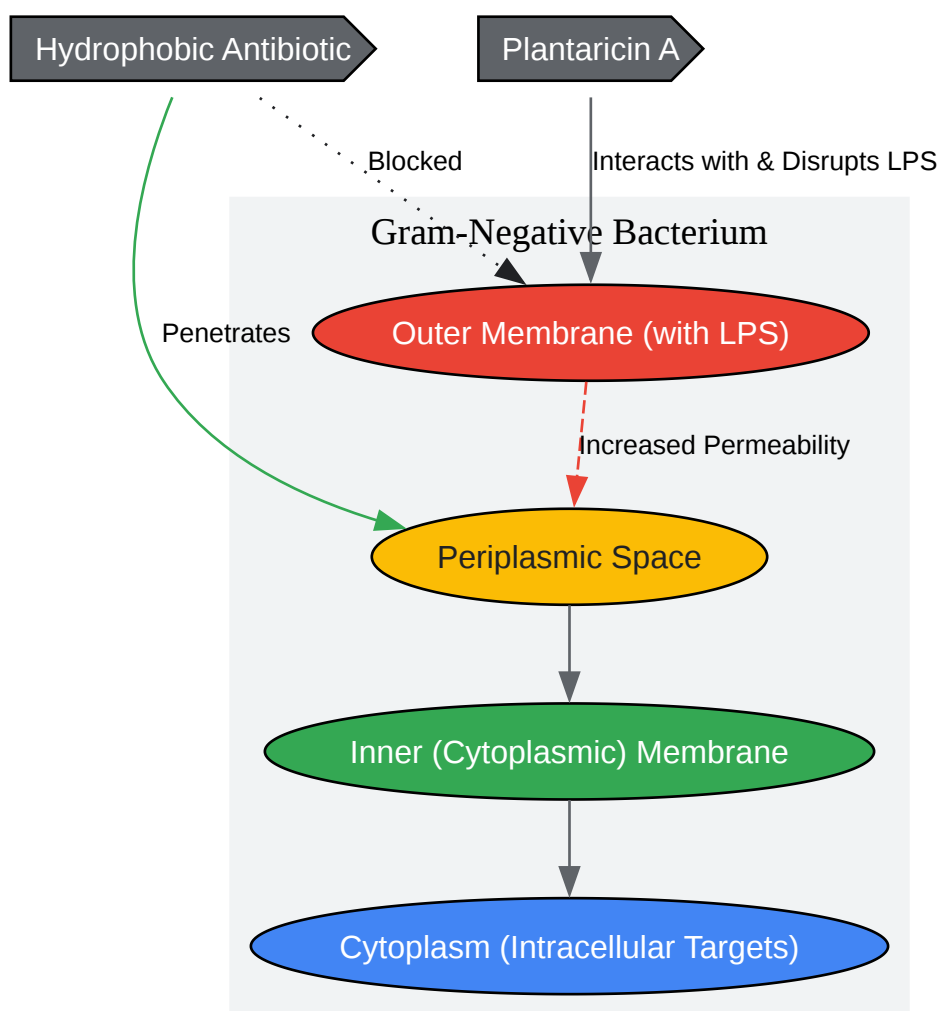 Hydrophobic Antibiotic
Plantaricin A
Blocked
Interacts with & Disrupts LPS
Gram-Negative Bacterium
Penetrates
Outer Membrane (with LPS)
Increased Permeability
Periplasmic Space
Inner (Cytoplasmic) Membrane
Cytoplasm (Intracellular Targets)